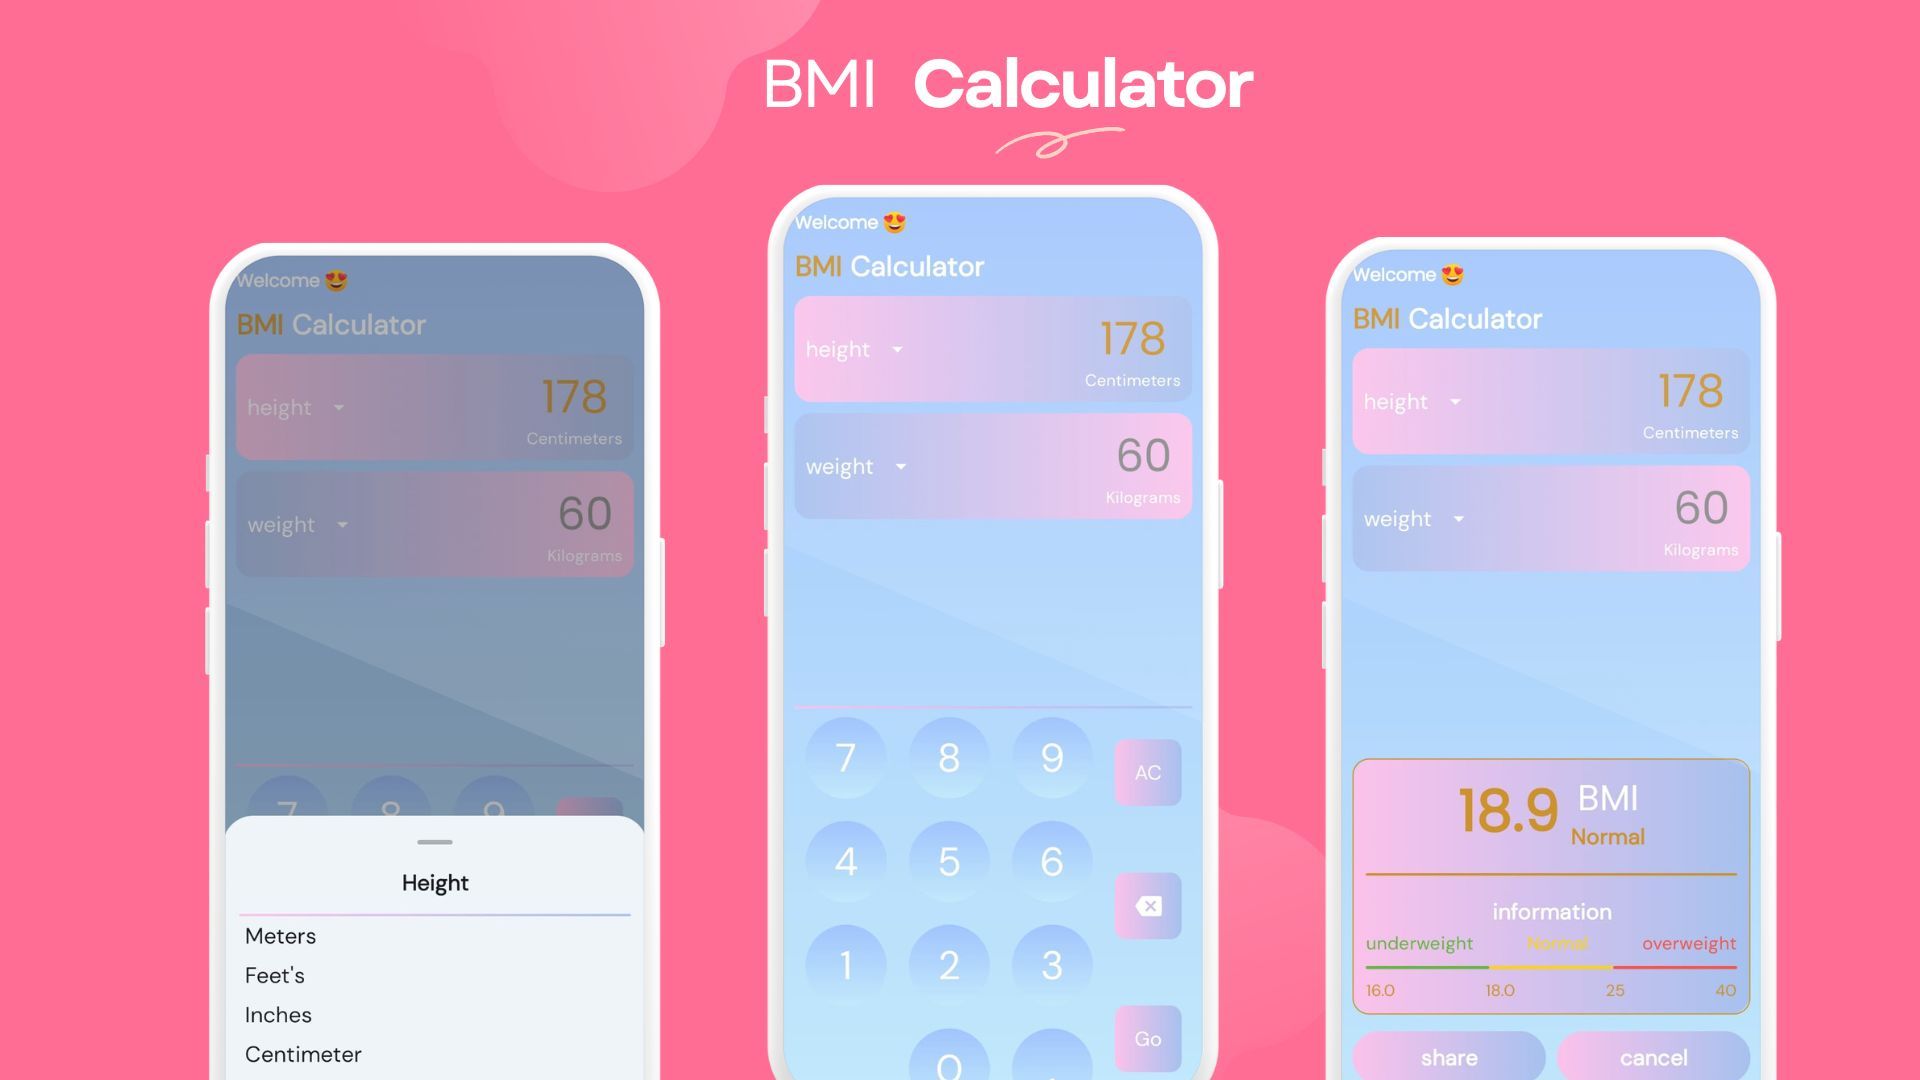 BMI Calculator
Welcome
BMI Calculator
height 178
Centimeters
weight 60
Kilograms
7 8 9
Height
Meters
Feet's
Inches
Centimeter
Welcome
BMI Calculator
height 178
Centimeters
weight 60
Kilograms
7 8 9 AC
4 5 6
1 2 3
0 . Go
Welcome
BMI Calculator
height 178
Centimeters
weight 60
Kilograms
18.9 BMI
Normal
information
underweight Normal overweight
16.0 18.0 25 40
share cancel